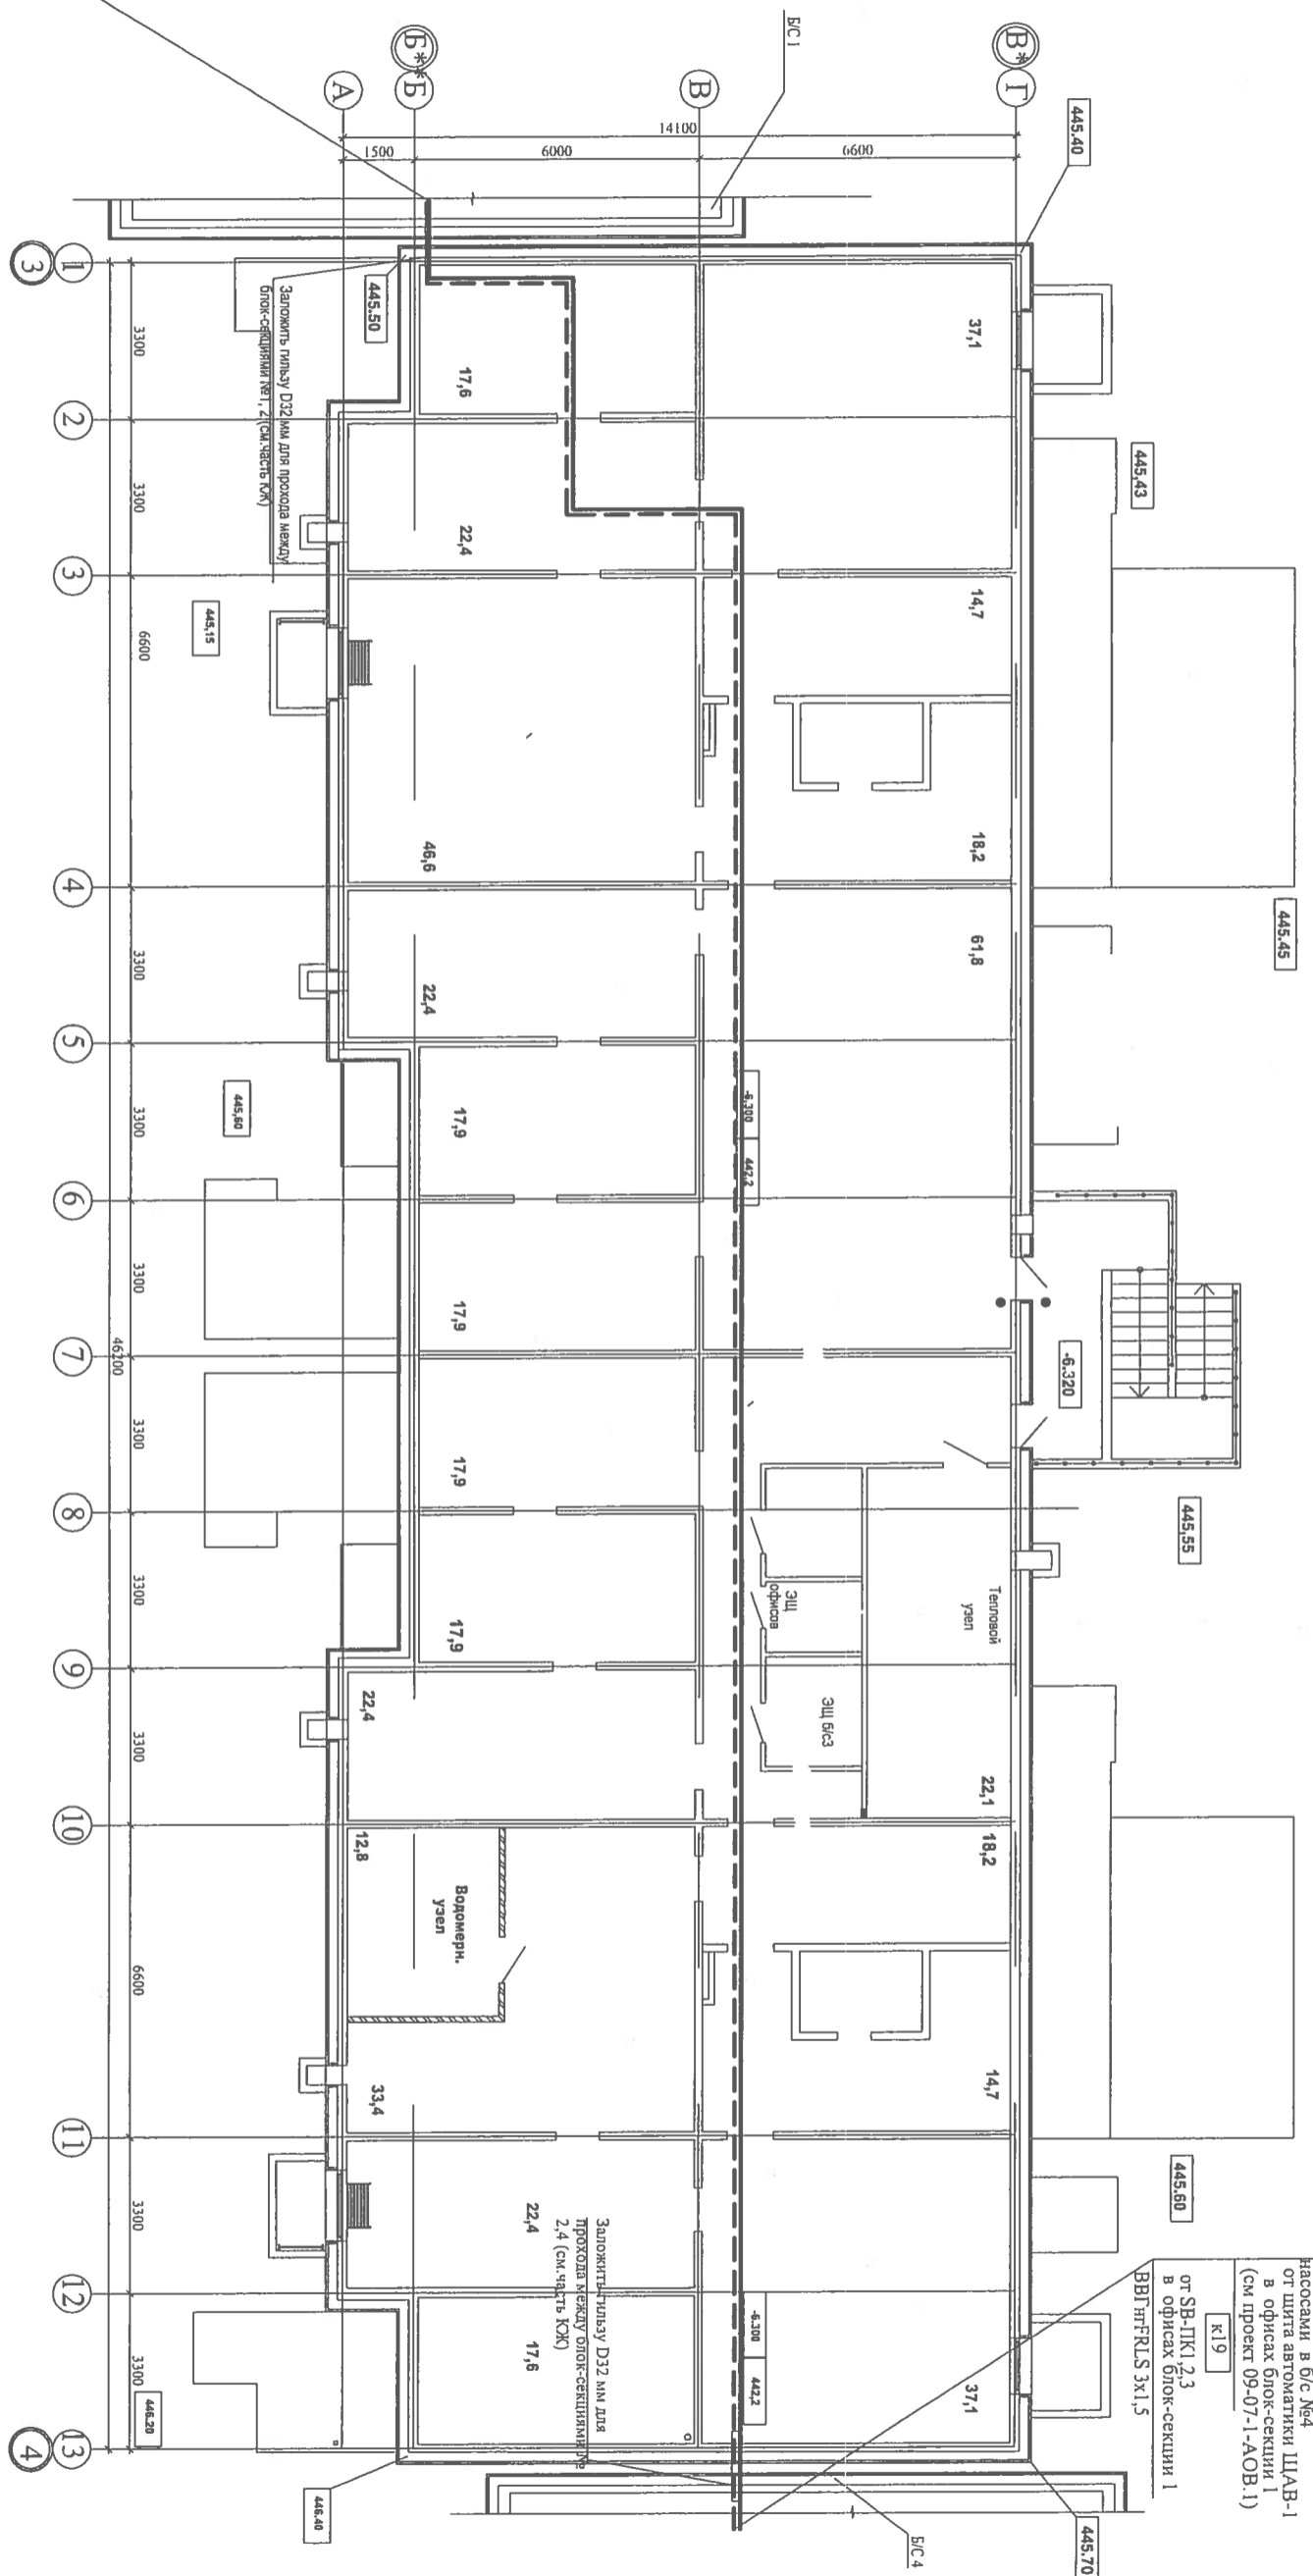 Б/С 1
В*
Г
В
Б**
Б
А
14100
1500
6000
6600
445.40
445.50
445,43
445.45
445,15
445,60
445,55
445.60
445.70
446.20
446.40
Заложить гильзу D32 мм для прохода между
блок-секциями №1, 2 (см.часть КЖ)
37,1
17,6
22,4
14,7
46,6
18,2
22,4
61,8
17,9
-6.300
442,2
17,9
-6.320
17,9
17,9
22,4
Тепловой
узел
ЭЩ
офисов
ЭЩ б/с3
22,1
12,8
18,2
Водомерн.
узел
33,4
14,7
22,4
17,6
37,1
-6.300
442,2
Заложить гильзу D32 мм для
прохода между блок-секциями №
2,4 (см.часть КЖ)
насосами в б/с №4
от щита автоматики ЩАВ-1
в офисах блок-секции 1
(см проект 09-07-1-АОВ.1)
к19
от SB-ПК1,2,3
в офисах блок-секции 1
ВВГнгFRLS 3х1,5
Б/С 4
3300
3300
6600
3300
3300
3300
3300
3300
3300
6600
3300
3300
46200
1
3
2
3
4
5
6
7
8
9
10
11
12
13
4